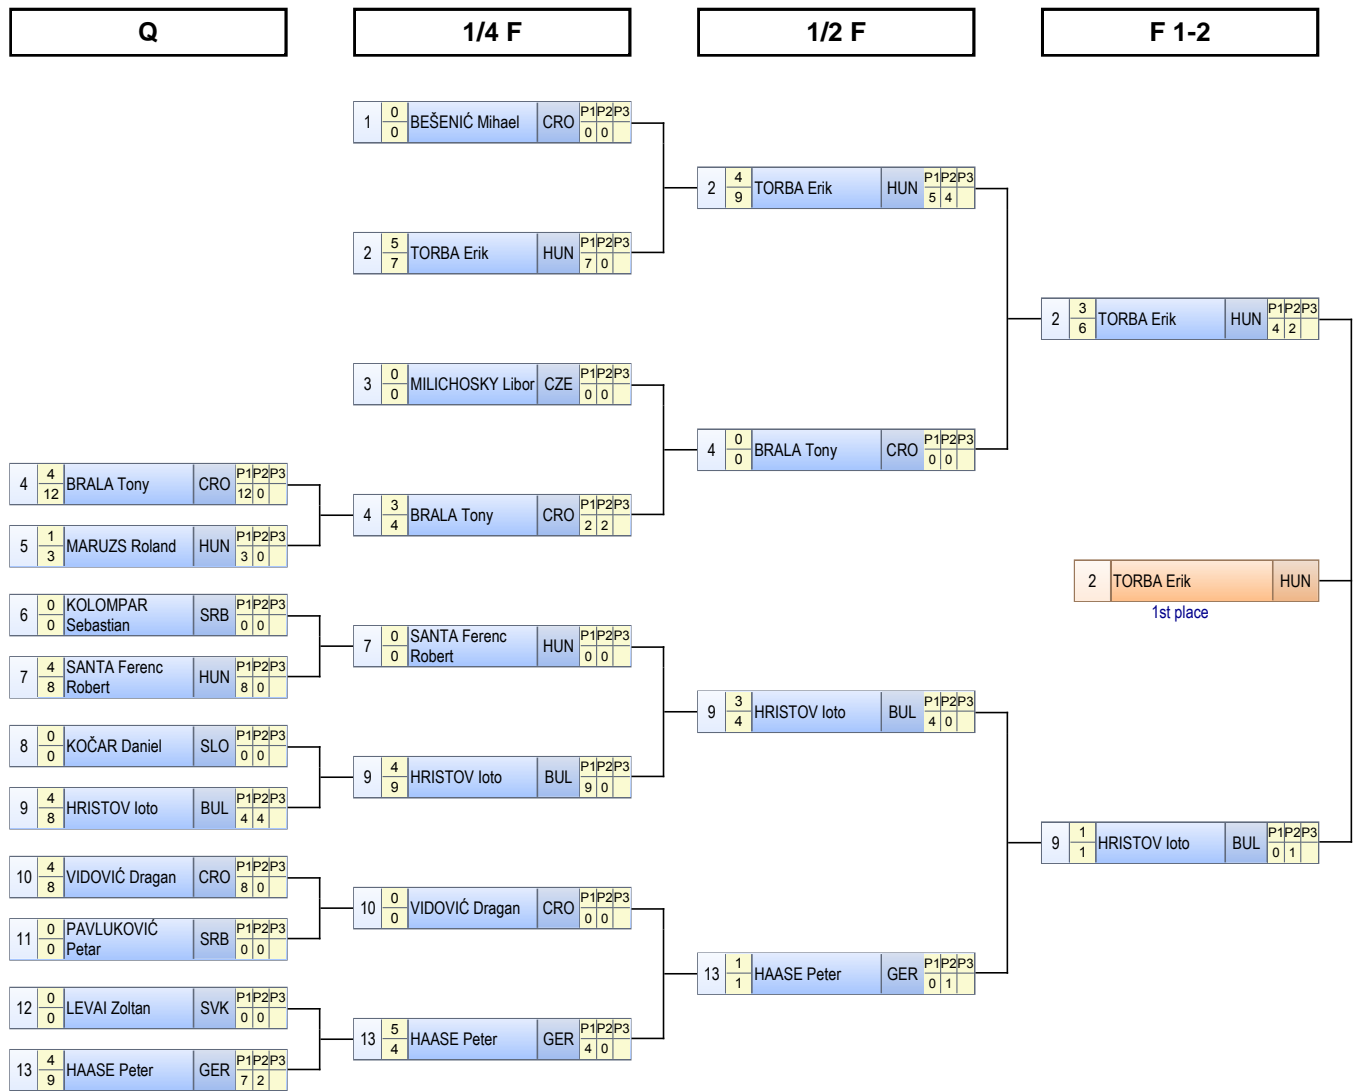 Q
1/4 F
1/2 F
F 1-2
1 0 0 BEŠENIĆ Mihael CRO P1 P2 P3 0 0
2 5 7 TORBA Erik HUN P1 P2 P3 7 0
3 0 0 MILICHOSKY Libor CZE P1 P2 P3 0 0
4 3 4 BRALA Tony CRO P1 P2 P3 2 2
7 0 0 SANTA Ferenc
Robert HUN P1 P2 P3 0 0
9 4 9 HRISTOV Ioto BUL P1 P2 P3 9 0
10 0 0 VIDOVIĆ Dragan CRO P1 P2 P3 0 0
13 5 4 HAASE Peter GER P1 P2 P3 4 0
4 4 12 BRALA Tony CRO P1 P2 P3 12 0
5 1 3 MARUZS Roland HUN P1 P2 P3 3 0
6 0 0 KOLOMPAR
Sebastian SRB P1 P2 P3 0 0
7 4 8 SANTA Ferenc
Robert HUN P1 P2 P3 8 0
8 0 0 KOČAR Daniel SLO P1 P2 P3 0 0
9 4 8 HRISTOV Ioto BUL P1 P2 P3 4 4
10 4 8 VIDOVIĆ Dragan CRO P1 P2 P3 8 0
11 0 0 PAVLUKOVIĆ
Petar SRB P1 P2 P3 0 0
12 0 0 LEVAI Zoltan SVK P1 P2 P3 0 0
13 4 9 HAASE Peter GER P1 P2 P3 7 2
2 4 9 TORBA Erik HUN P1 P2 P3 5 4
4 0 0 BRALA Tony CRO P1 P2 P3 0 0
9 3 4 HRISTOV Ioto BUL P1 P2 P3 4 0
13 1 1 HAASE Peter GER P1 P2 P3 0 1
2 3 6 TORBA Erik HUN P1 P2 P3 4 2
2 TORBA Erik HUN
1st place
9 1 1 HRISTOV Ioto BUL P1 P2 P3 0 1